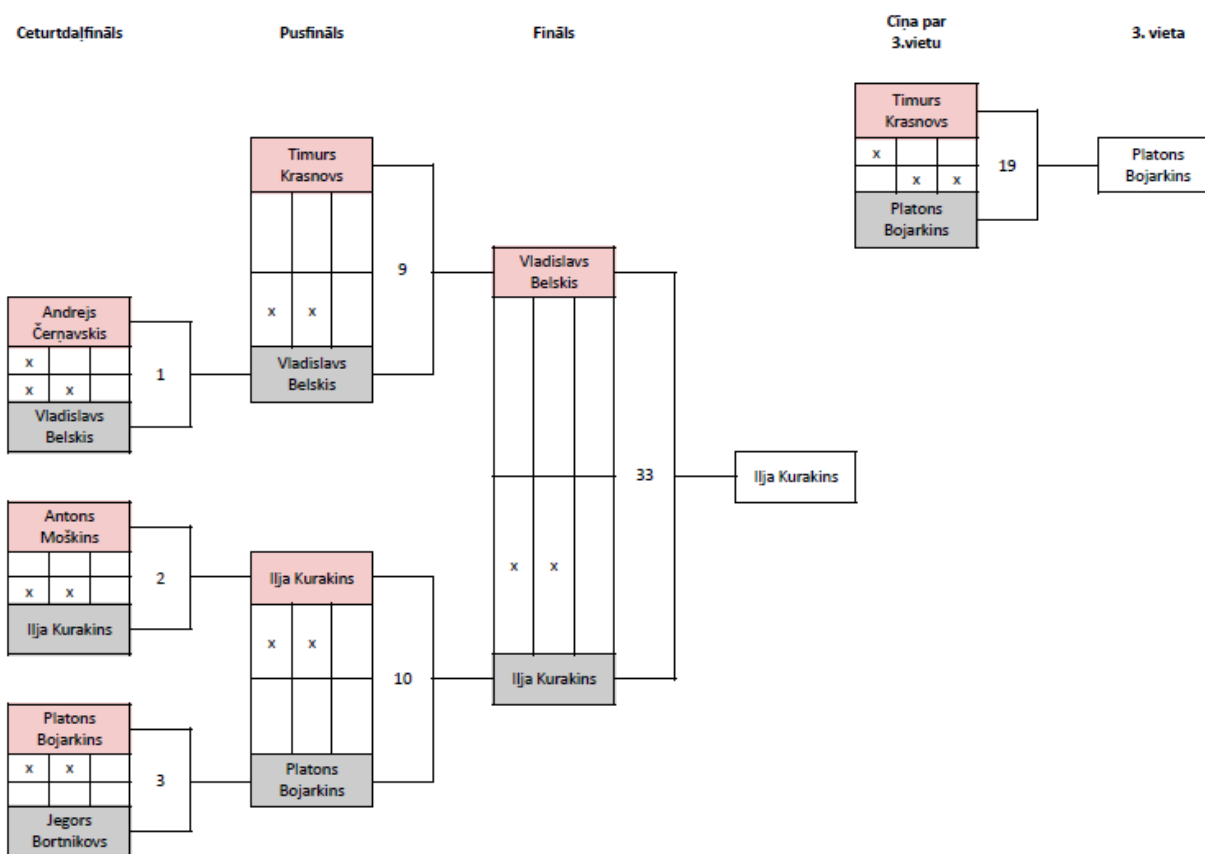 Ceturtdaļfināls
Pusfināls
Fināls
Cīņa par
3.vietu
3. vieta
Timurs
Krasnovs
x
x x
19
Platons
Bojarkins
Platons
Bojarkins
Timurs
Krasnovs
9
x x
Vladislavs
Belskis
Andrejs
Čerņavskis
x
x x
1
Vladislavs
Belskis
Antons
Moškins
x x
2
Ilja Kurakins
Platons
Bojarkins
x x
3
Jegors
Bortnikovs
Ilja Kurakins
x x
10
Platons
Bojarkins
Vladislavs
Belskis
33
x x
Ilja Kurakins
Ilja Kurakins